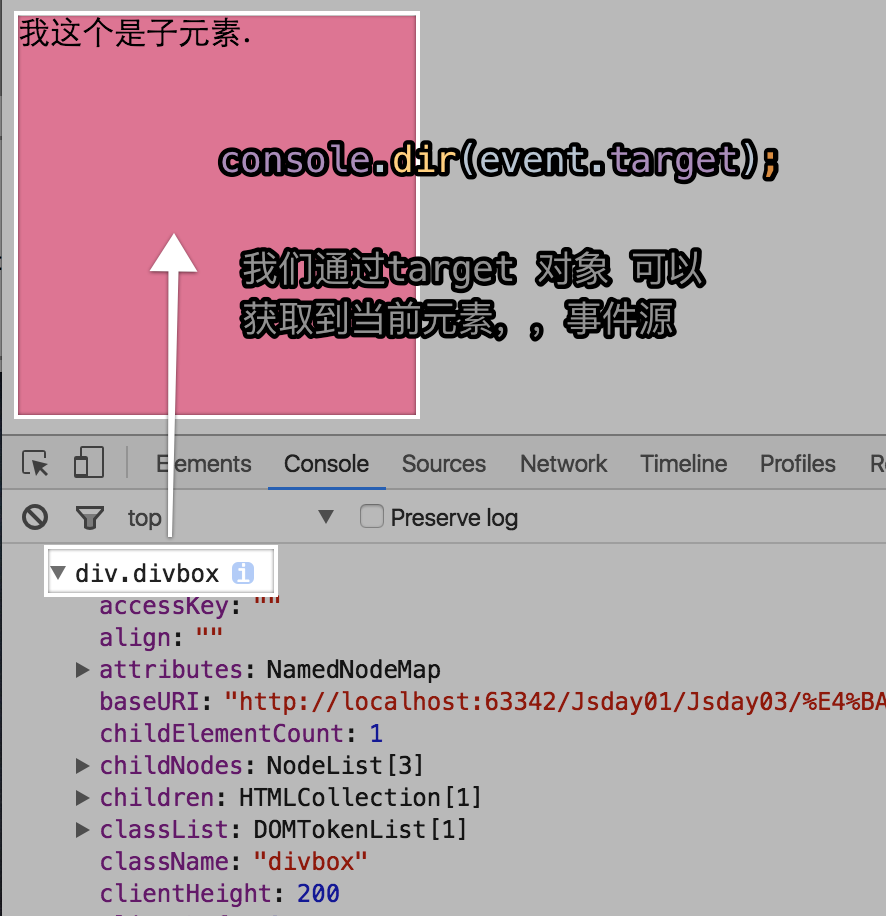 我这个是子元素.
console.dir(event.target);
我们通过target 对象 可以
获取到当前元素，，事件源
Elements Console Sources Network Timeline Profiles
top Preserve log
div.divbox i
accessKey: ""
align: ""
attributes: NamedNodeMap
baseURI: "http://localhost:63342/Jsday01/Jsday03/%E4%BA
childElementCount: 1
childNodes: NodeList[3]
children: HTMLCollection[1]
classList: DOMTokenList[1]
className: "divbox"
clientHeight: 200